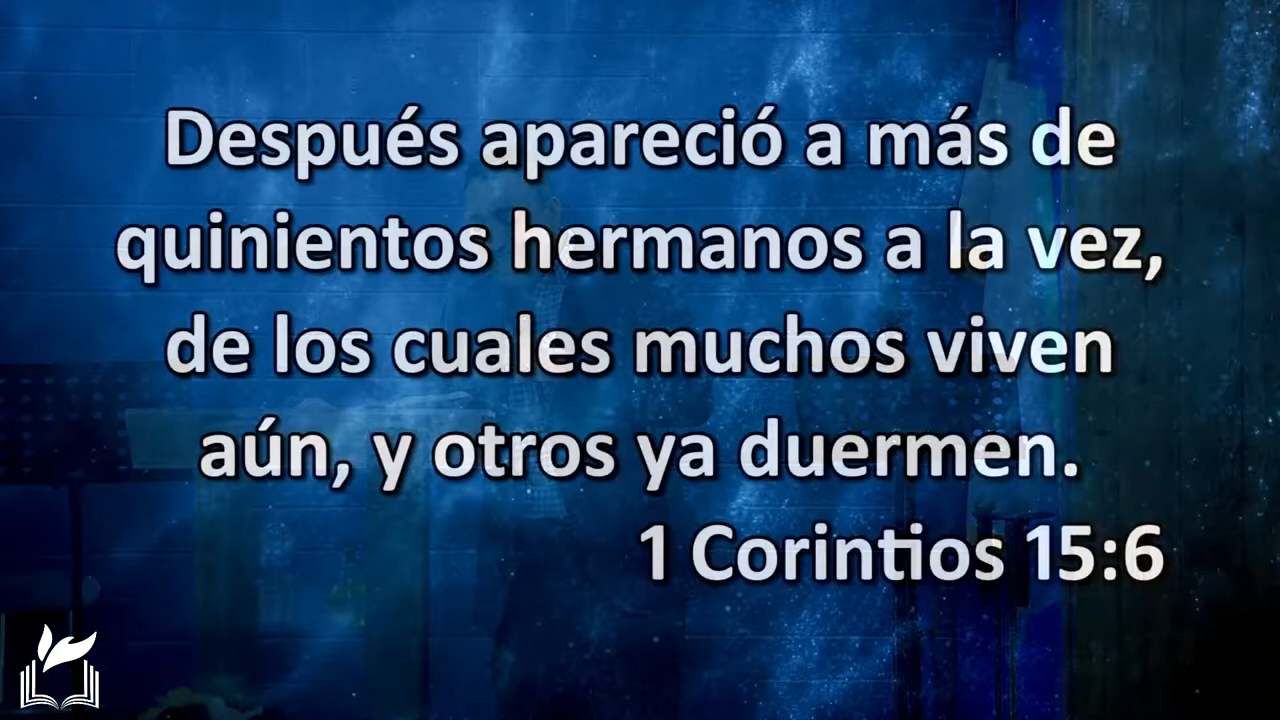 Después apareció a más de
quinientos hermanos a la vez,
de los cuales muchos viven
aún, y otros ya duermen.
1 Corintios 15:6